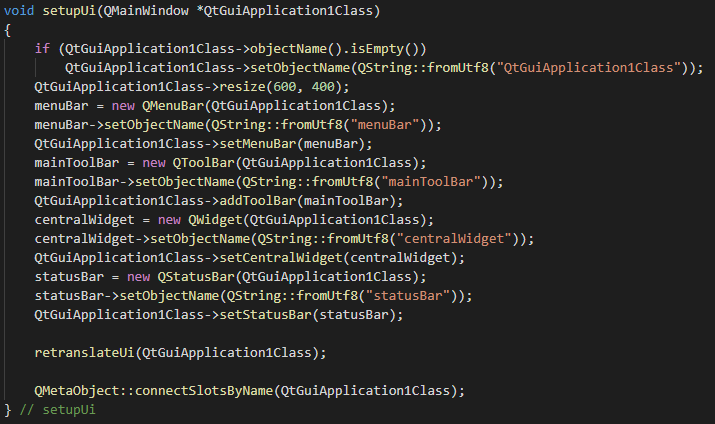 void setupUi(QMainWindow *QtGuiApplication1Class)
{
    if (QtGuiApplication1Class->objectName().isEmpty())
        QtGuiApplication1Class->setObjectName(QString::fromUtf8("QtGuiApplication1Class"));
    QtGuiApplication1Class->resize(600, 400);
    menuBar = new QMenuBar(QtGuiApplication1Class);
    menuBar->setObjectName(QString::fromUtf8("menuBar"));
    QtGuiApplication1Class->setMenuBar(menuBar);
    mainToolBar = new QToolBar(QtGuiApplication1Class);
    mainToolBar->setObjectName(QString::fromUtf8("mainToolBar"));
    QtGuiApplication1Class->addToolBar(mainToolBar);
    centralWidget = new QWidget(QtGuiApplication1Class);
    centralWidget->setObjectName(QString::fromUtf8("centralWidget"));
    QtGuiApplication1Class->setCentralWidget(centralWidget);
    statusBar = new QStatusBar(QtGuiApplication1Class);
    statusBar->setObjectName(QString::fromUtf8("statusBar"));
    QtGuiApplication1Class->setStatusBar(statusBar);

    retranslateUi(QtGuiApplication1Class);

    QMetaObject::connectSlotsByName(QtGuiApplication1Class);
} // setupUi